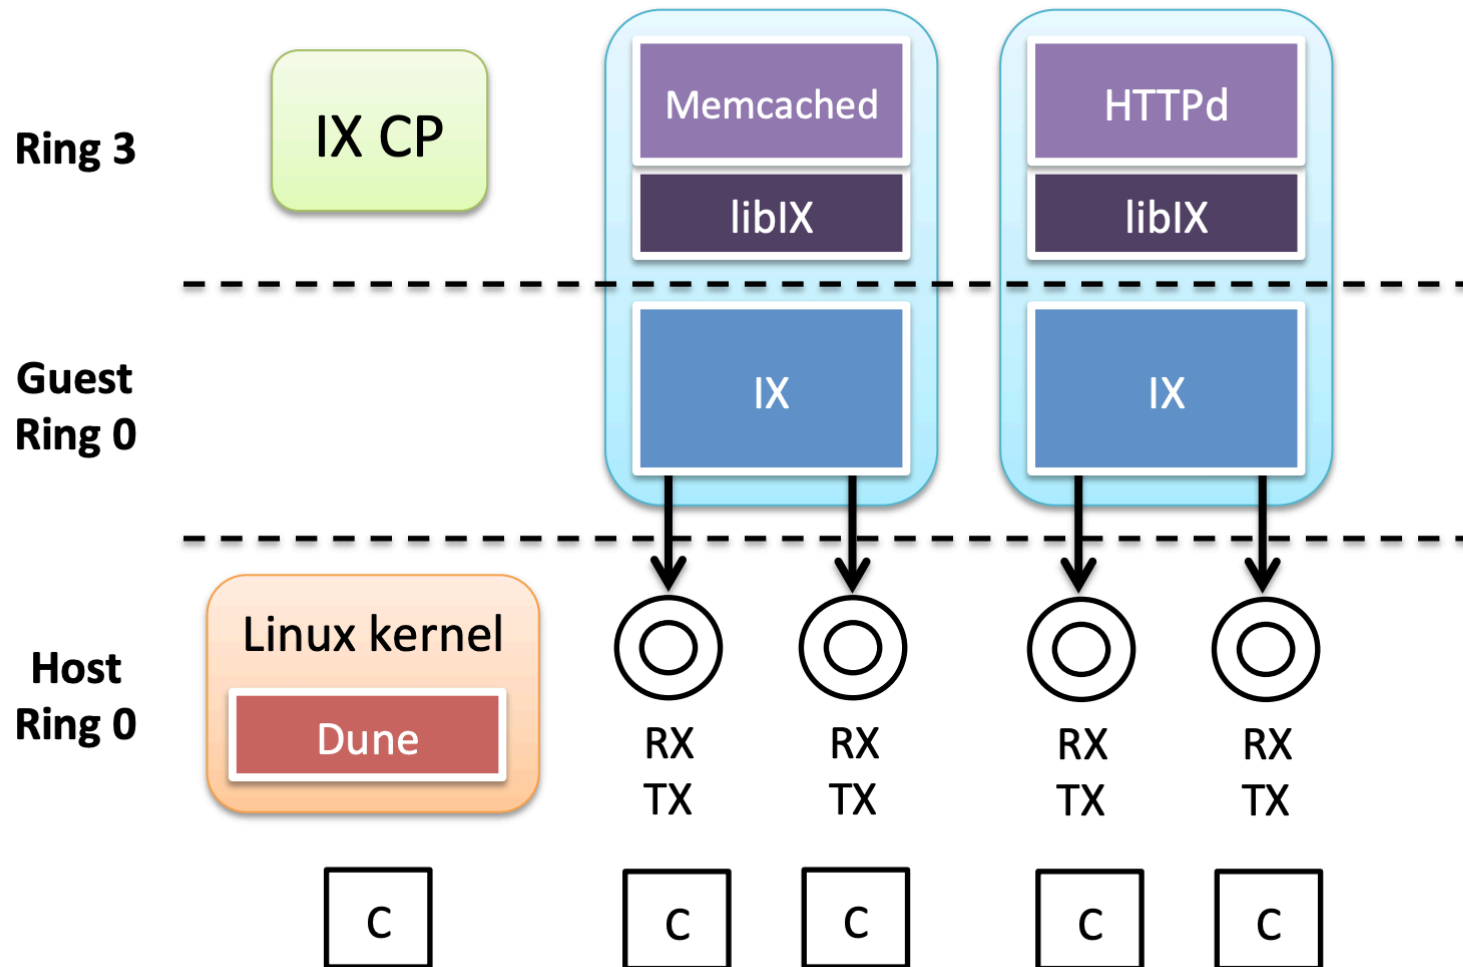 Ring 3
IX CP
Memcached
HTTPd
libIX
libIX
Guest
Ring 0
IX
IX
Host
Ring 0
Linux kernel
Dune
RX
TX
RX
TX
RX
TX
RX
TX
C
C
C
C
C